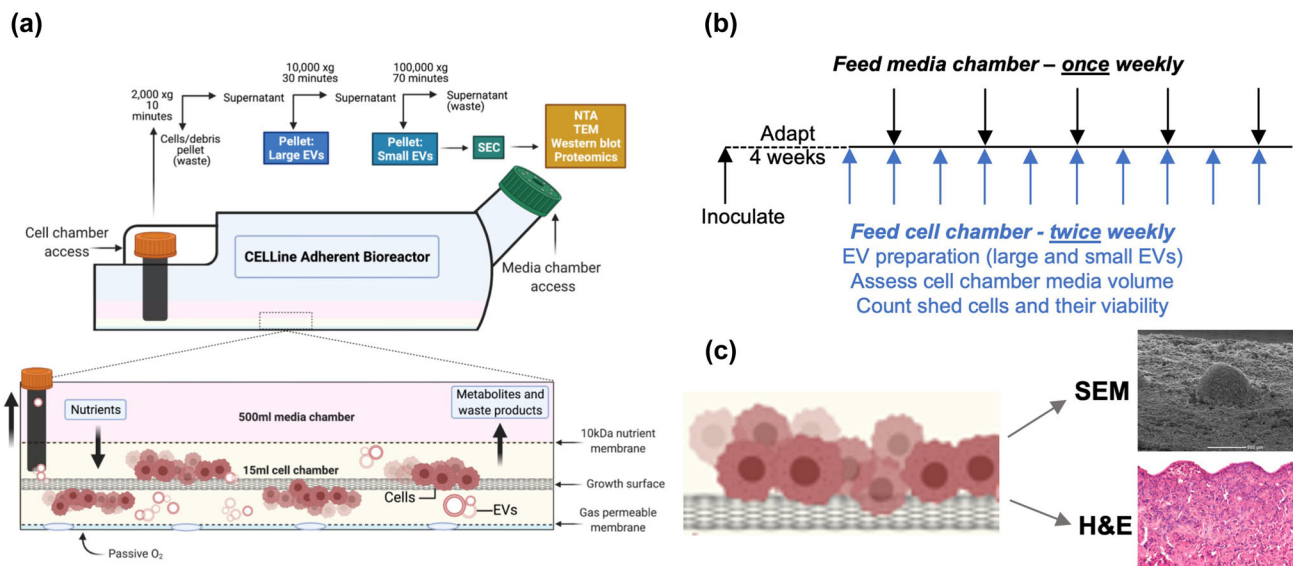 (a)
2,000 xg
10
minutes
Cells/debris
pellet
(waste)
Supernatant
10,000 xg
30 minutes
Pellet:
Large EVs
Supernatant
100,000 xg
70 minutes
Pellet:
Small EVs
Supernatant
(waste)
SEC
NTA
TEM
Western blot
Proteomics
Cell chamber
access
CELLine Adherent Bioreactor
Media chamber
access
Nutrients
500ml media chamber
Metabolites and
waste products
10kDa nutrient
membrane
15ml cell chamber
Growth surface
Cells
EVs
Gas permeable
membrane
Passive O₂
(b)
Feed media chamber – once weekly
Adapt
4 weeks
Inoculate
Feed cell chamber - twice weekly
EV preparation (large and small EVs)
Assess cell chamber media volume
Count shed cells and their viability
(c)
SEM
H&E